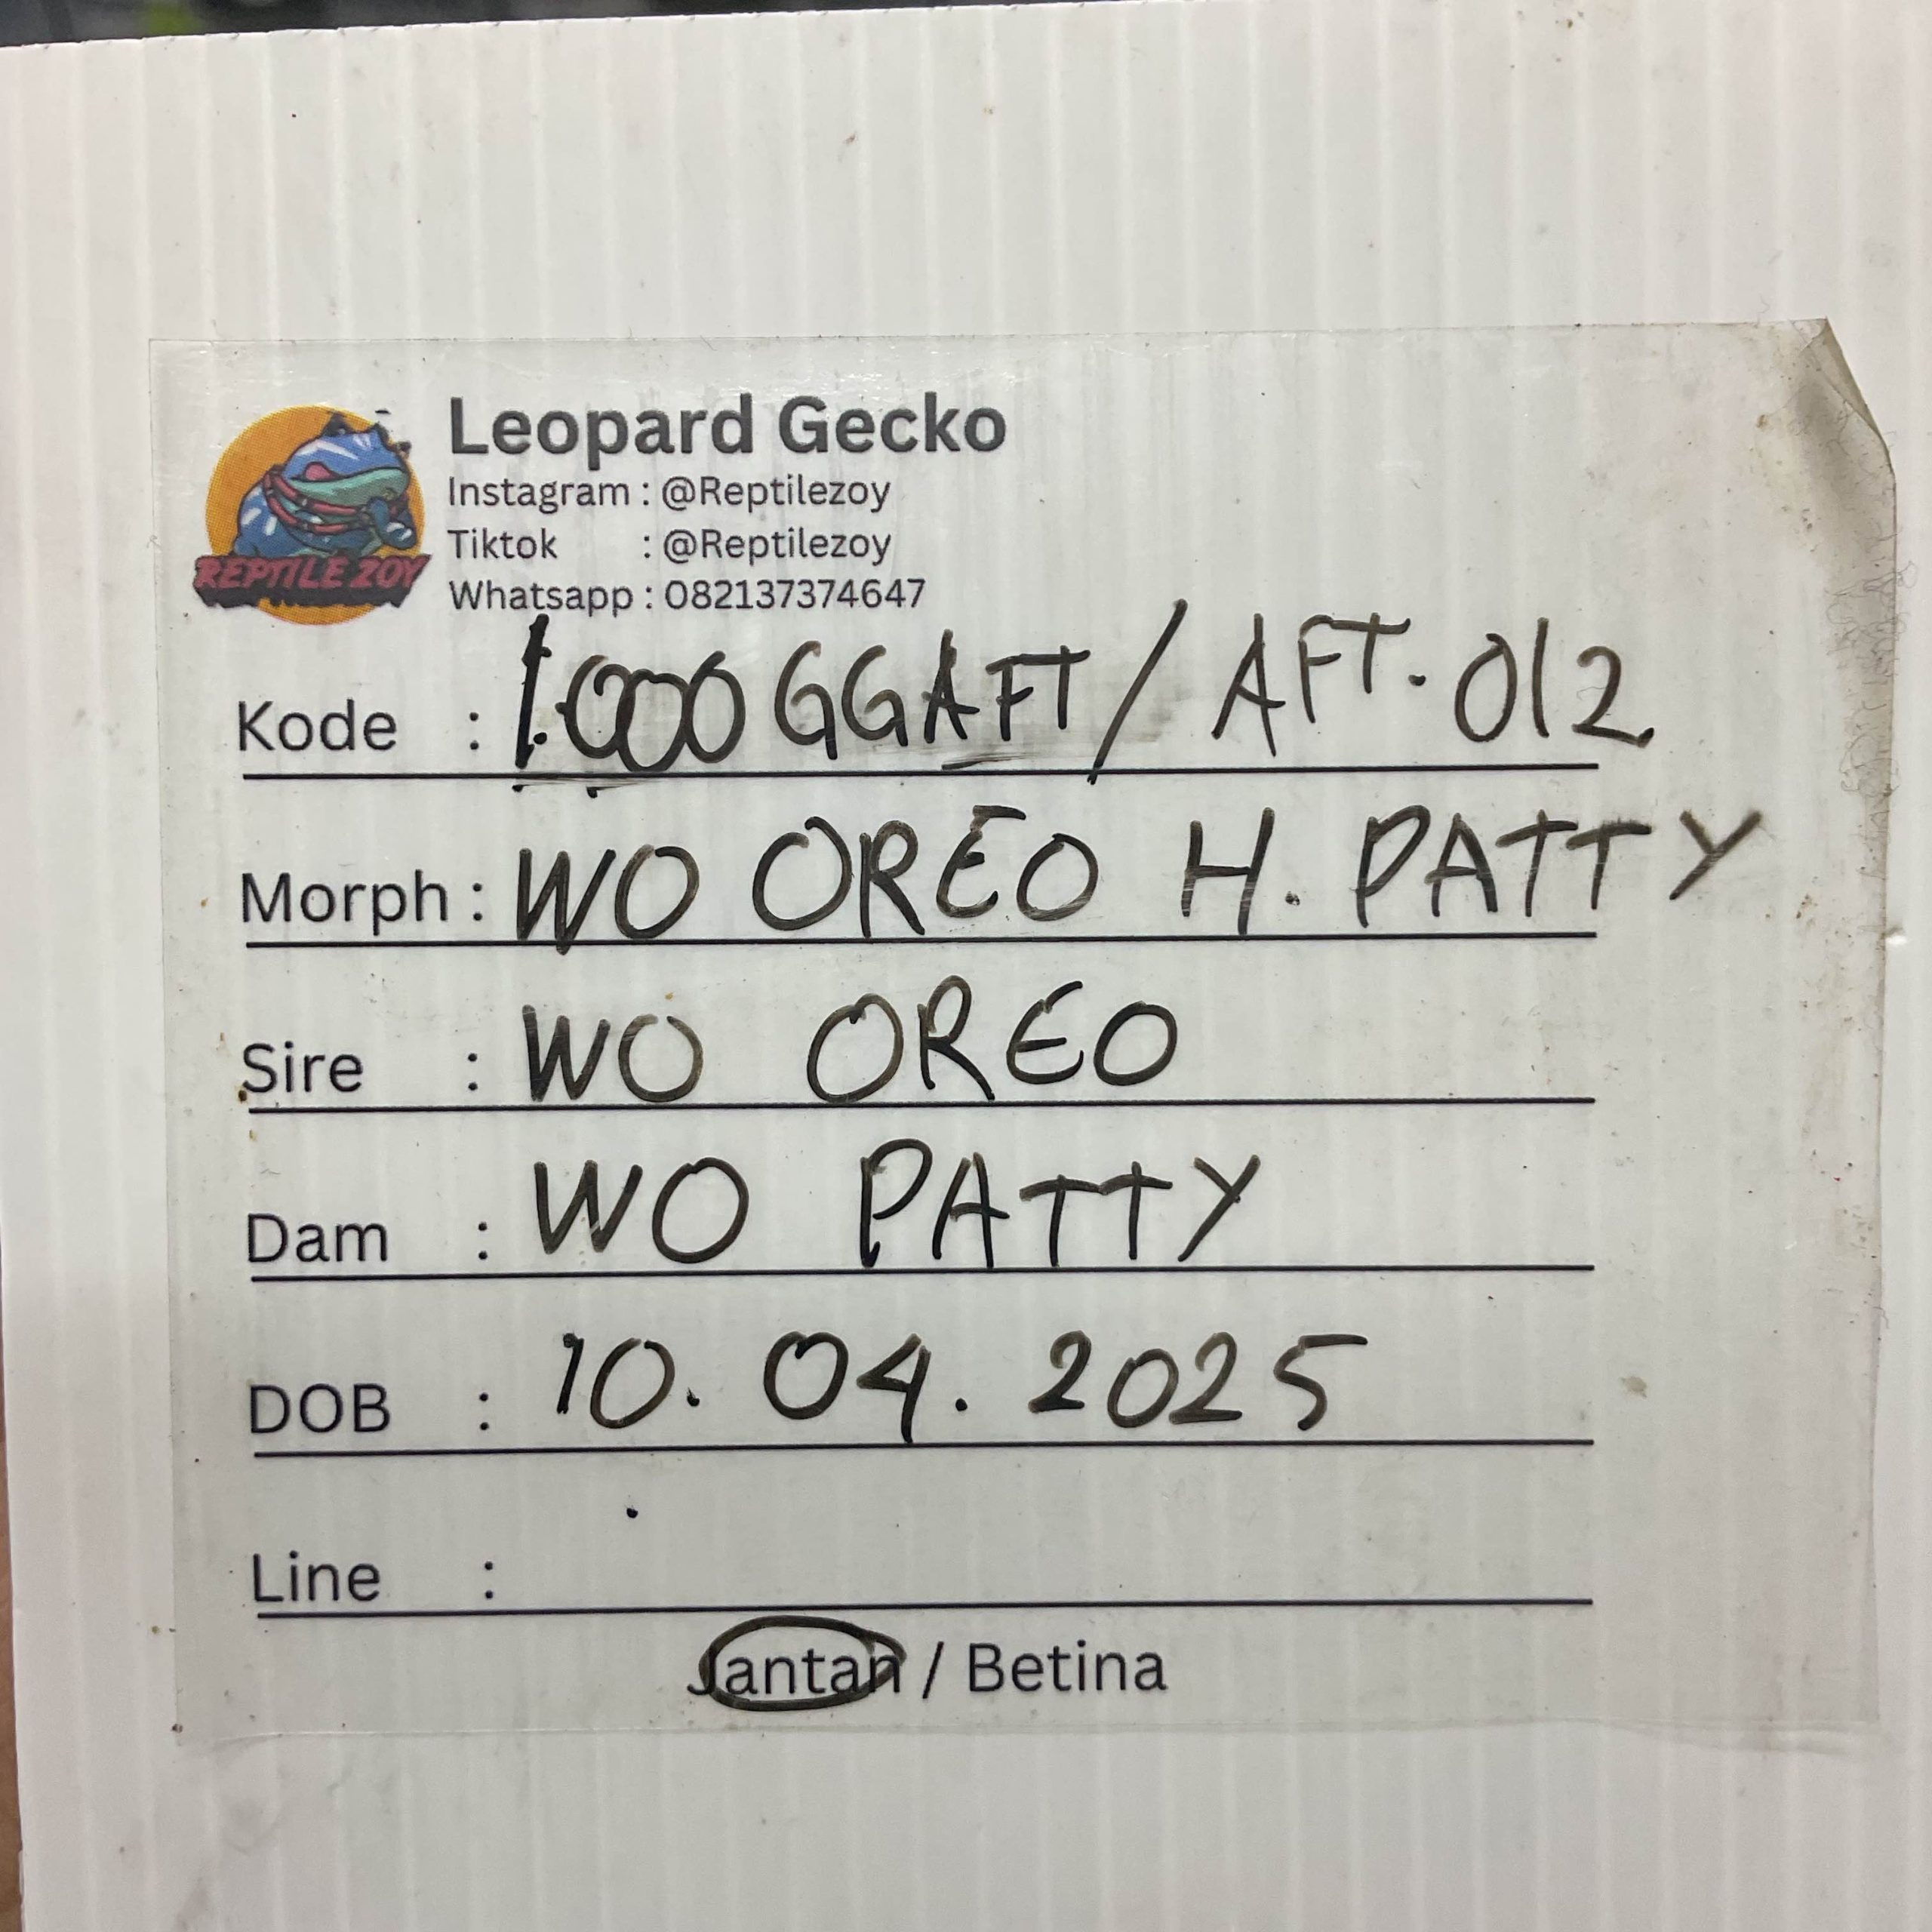 Leopard Gecko
Instagram : @Reptilezoy
Tiktok : @Reptilezoy
Whatsapp : 082137374647
REPTILE ZOY
Kode : 1.000 GGAFT / AFT. 012
Morph : WO OREO H. PATTY
Sire : WO OREO
Dam : WO PATTY
DOB : 10. 04. 2025
Line :
Jantan / Betina